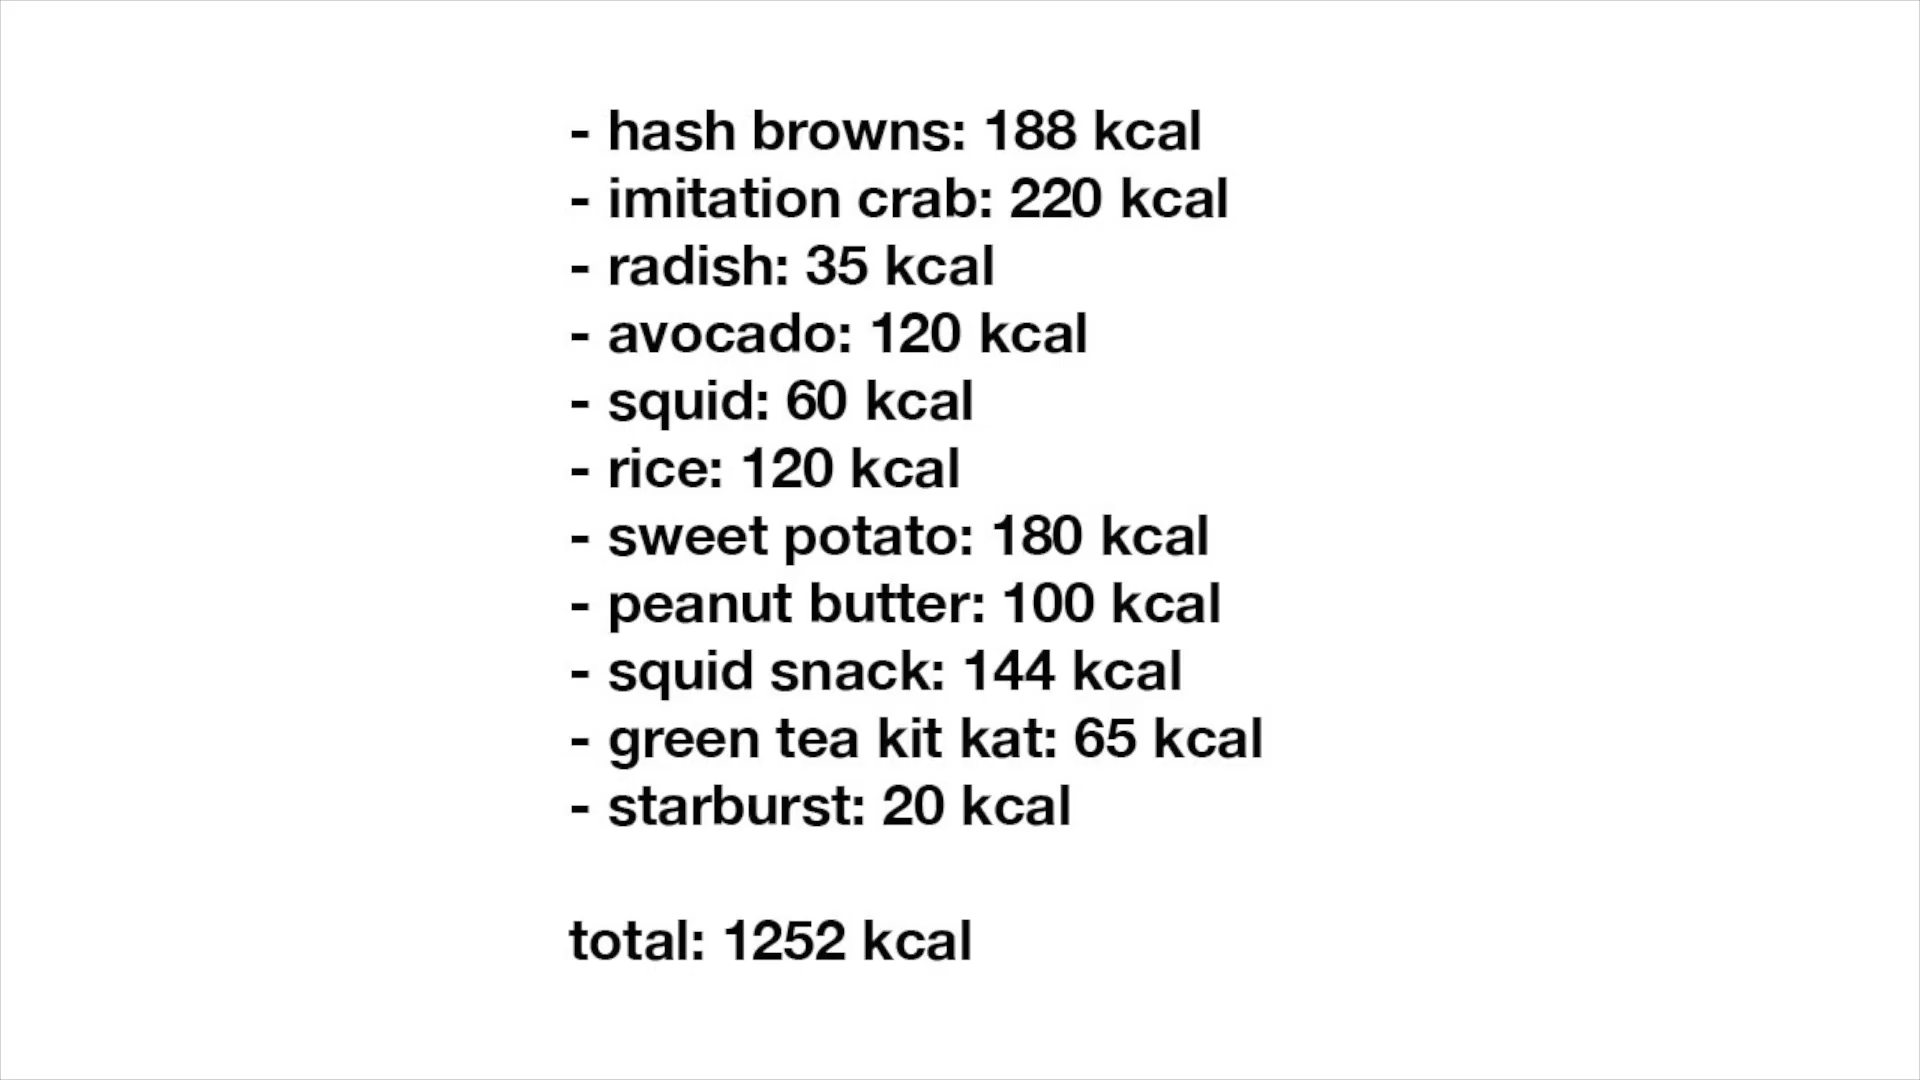 - hash browns: 188 kcal
- imitation crab: 220 kcal
- radish: 35 kcal
- avocado: 120 kcal
- squid: 60 kcal
- rice: 120 kcal
- sweet potato: 180 kcal
- peanut butter: 100 kcal
- squid snack: 144 kcal
- green tea kit kat: 65 kcal
- starburst: 20 kcal
total: 1252 kcal